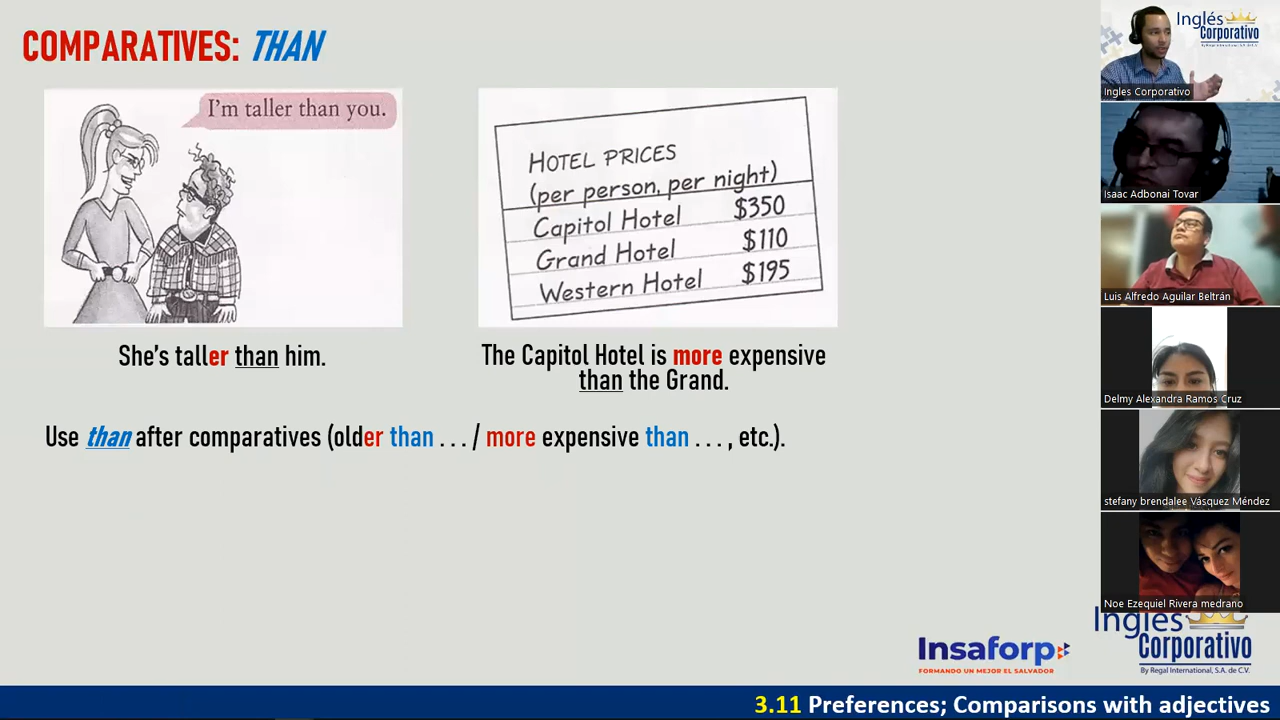 COMPARATIVES: THAN
I'm taller than you.
HOTEL PRICES
(per person, per night)
Capitol Hotel $350
Grand Hotel $110
Western Hotel $195
She's taller than him.
The Capitol Hotel is more expensive
than the Grand.
Use than after comparatives (older than . . . / more expensive than . . . , etc.).
Inglés
Corporativo
By Regal International, S.A. de C.V.
Ingles Corporativo
Isaac Adbonai Tovar
Luis Alfredo Aguilar Beltrán
Delmy Alexandra Ramos Cruz
stefany brendalee Vásquez Méndez
Noe Ezequiel Rivera medrano
Insaforp
FORMANDO UN MEJOR EL SALVADOR
Inglés
Corporativo
By Regal International, S.A. de C.V.
3.11 Preferences; Comparisons with adjectives